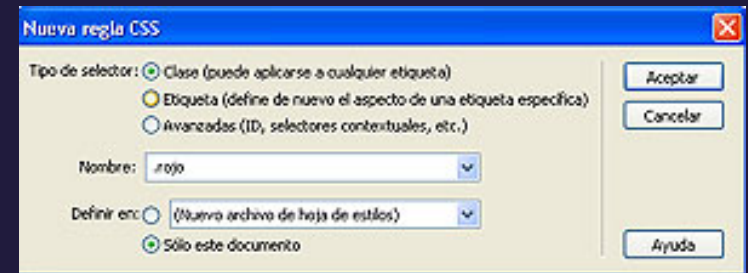 Nueva regla CSS
Tipo de selector: Clase (puede aplicarse a cualquier etiqueta)
Etiqueta (define de nuevo el aspecto de una etiqueta específica)
Avanzadas (ID, selectores contextuales, etc.)
Aceptar
Cancelar
Nombre: .rojo
Definir en: (Nuevo archivo de hoja de estilos)
Sólo este documento
Ayuda